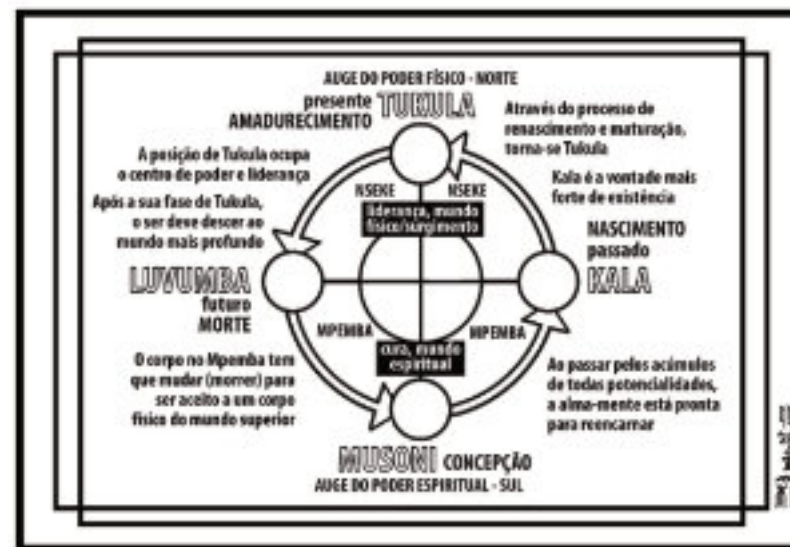 AUGE DO PODER FÍSICO - NORTE
presente TUKULA
AMADURECIMENTO
Através do processo de
renascimento e maturação,
torna-se Tukula
A posição de Tukula ocupa
o centro de poder e liderança
Kala é a vontade mais
forte de existência
NSEKE
NSEKE
Após a sua fase de Tukula,
o ser deve descer ao
mundo mais profundo
liderança, mundo
físico/surgimento
NASCIMENTO
passado
KALA
LUVUMBA
futuro
MORTE
MPEMBA
MPEMBA
cura, mundo
espiritual
O corpo no Mpemba tem
que mudar (morrer) para
ser aceito a um corpo
físico do mundo superior
Ao passar pelos acúmulos
de todas potencialidades,
a alma-mente está pronta
para reencarnar
MUSONI CONCEPÇÃO
AUGE DO PODER ESPIRITUAL - SUL